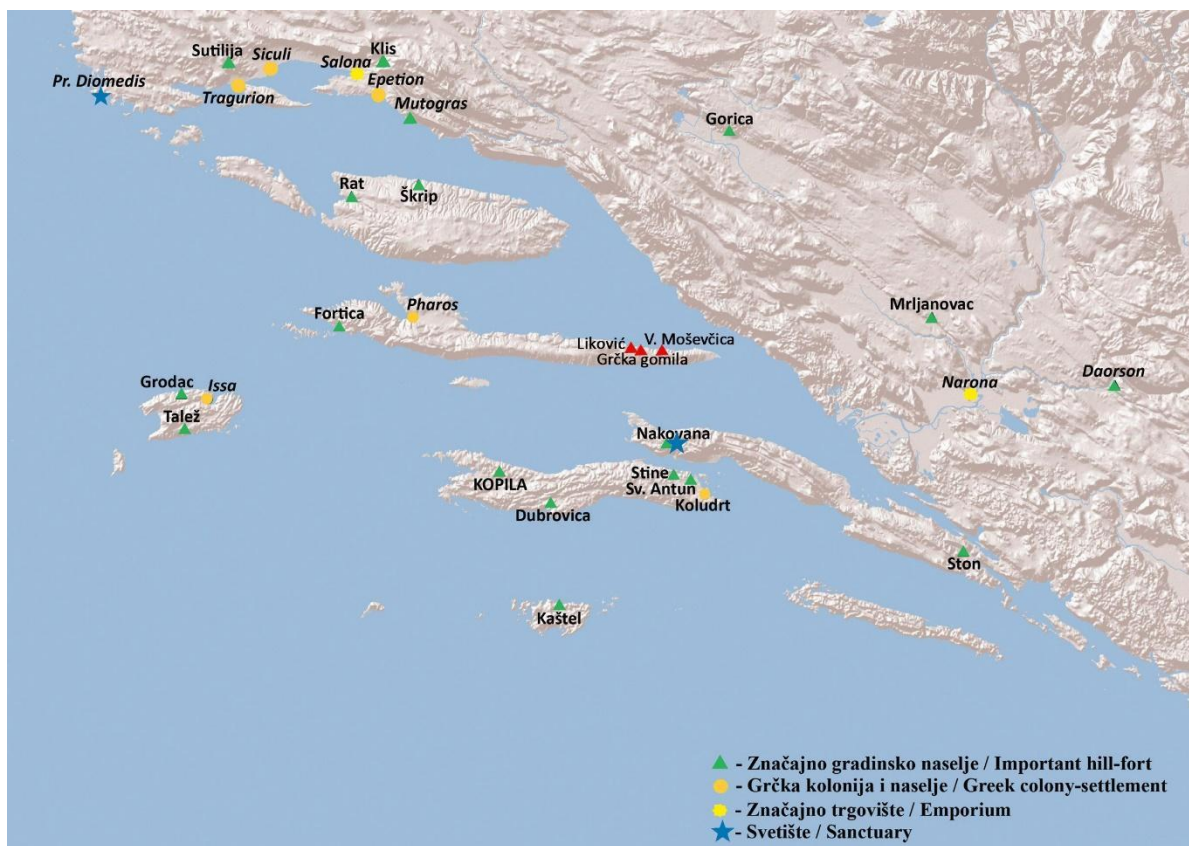 Sutilija
Siculi
Salona
Klis
Pr. Diomedis
Tragurion
Epetion
Mutogras
Gorica
Rat
Škrip
Fortica
Pharos
Liković
V. Moševčica
Grčka gomila
Mrljanovac
Narona
Daorson
Grodac
Issa
Talež
Nakovana
KOPILA
Stine
Sv. Antun
Koludrt
Dubrovica
Ston
Kaštel
- Značajno gradinsko naselje / Important hill-fort
- Grčka kolonija i naselje / Greek colony-settlement
- Značajno trgovište / Emporium
- Svetište / Sanctuary